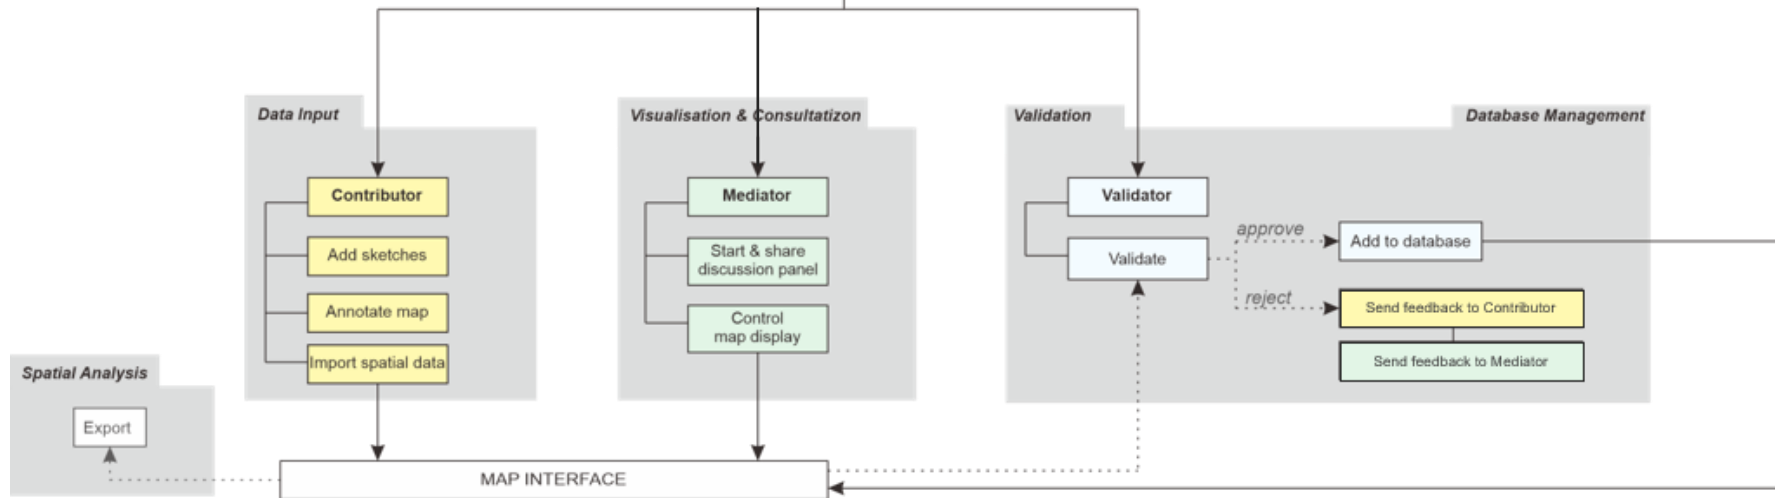 Data Input
Contributor
Add sketches
Annotate map
Import spatial data
Visualisation & Consultatizon
Mediator
Start & share
discussion panel
Control
map display
Validation
Database Management
Validator
Validate
approve
Add to database
reject
Send feedback to Contributor
Send feedback to Mediator
Spatial Analysis
Export
MAP INTERFACE